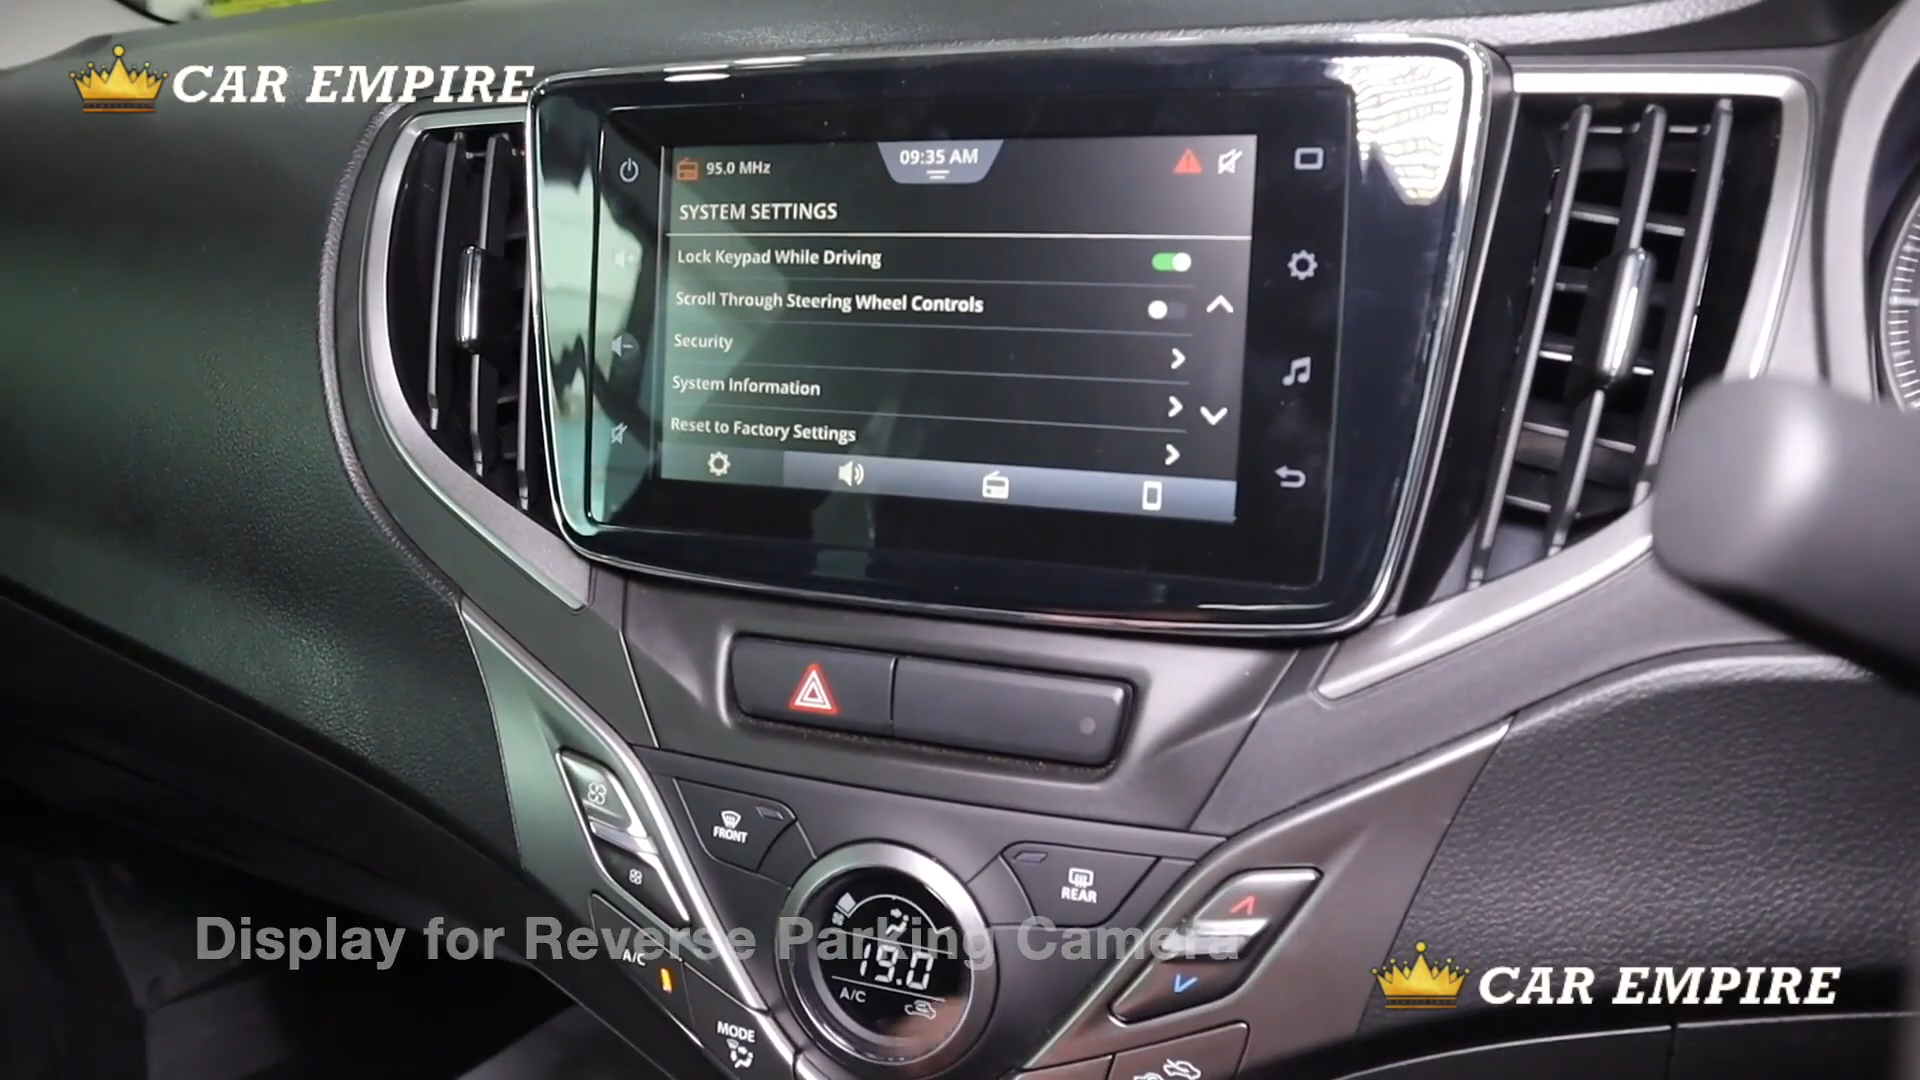 CAR EMPIRE
95.0 MHz
09:35 AM
SYSTEM SETTINGS
Lock Keypad While Driving
Scroll Through Steering Wheel Controls
Security
System Information
Reset to Factory Settings
FRONT
REAR
Display for Reverse Parking Camera
A/C
19.0
A/C
MODE
CAR EMPIRE